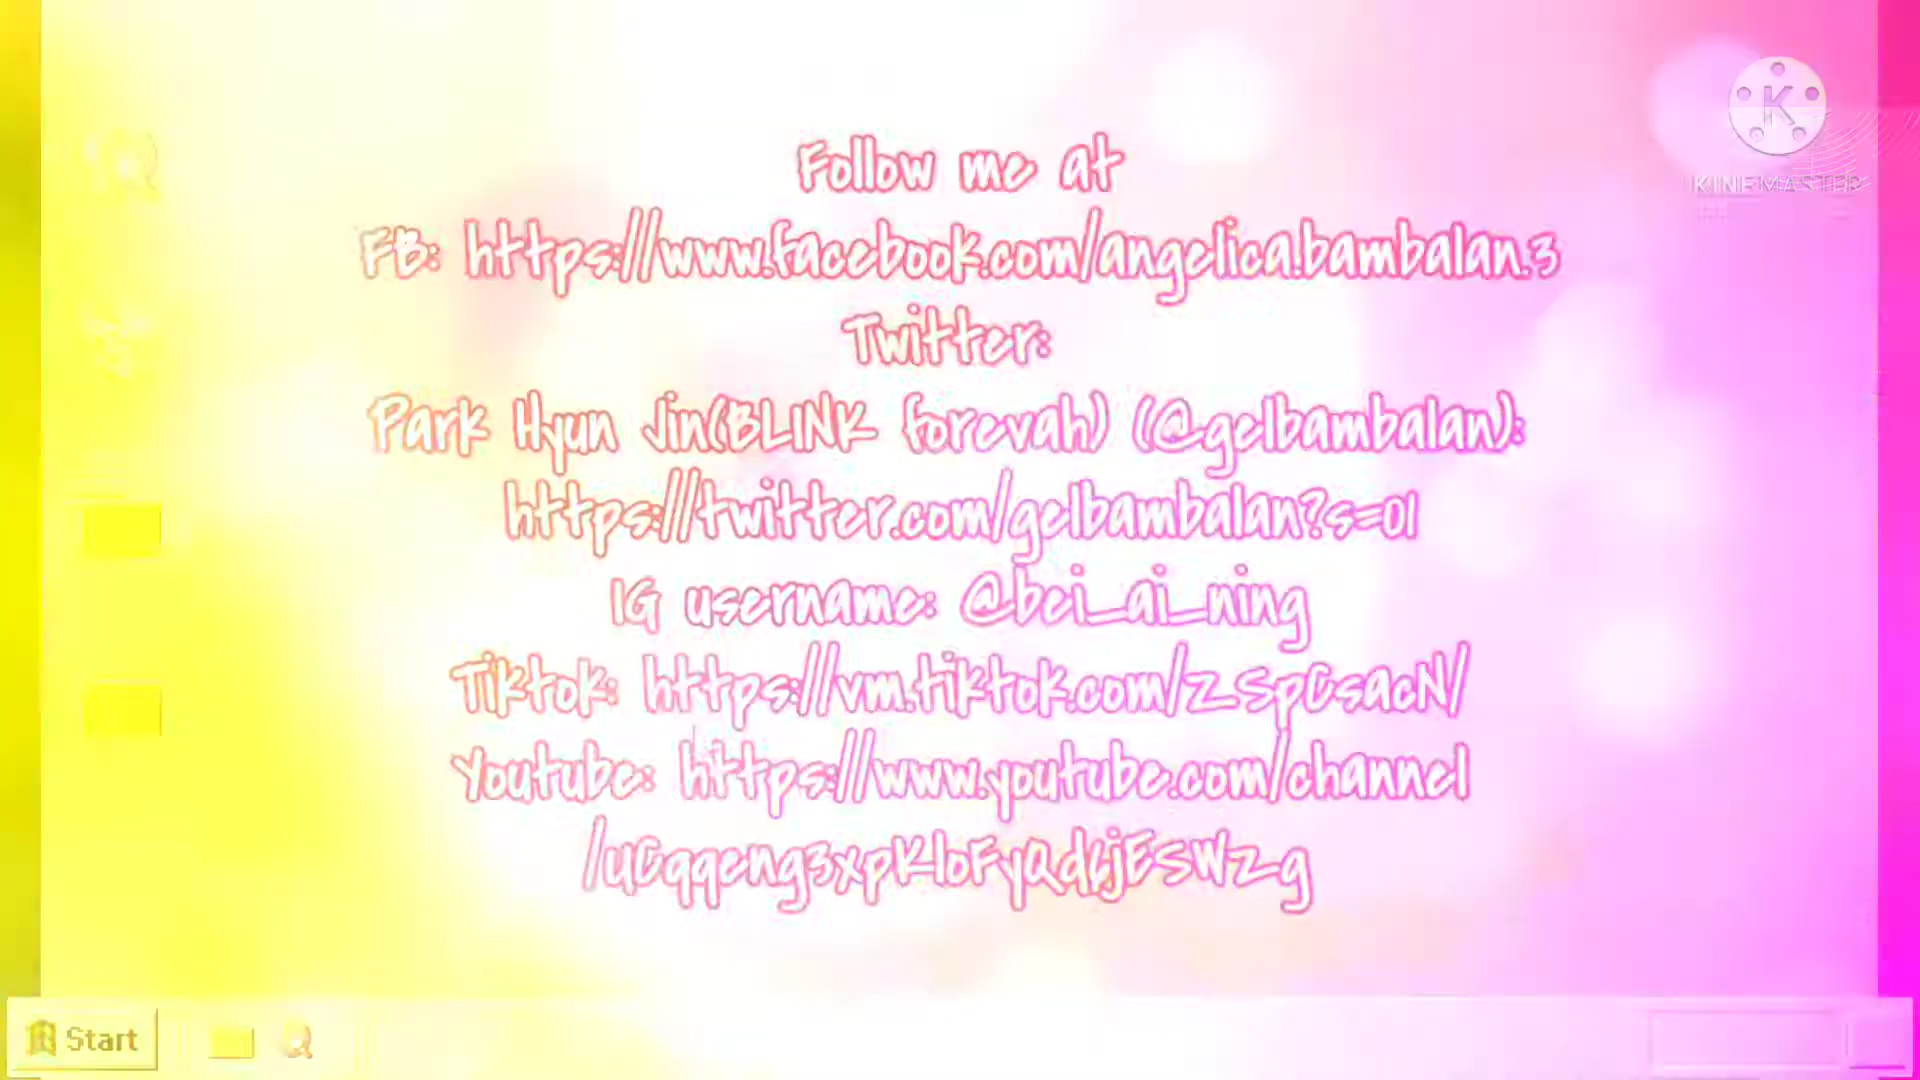 Follow me at
FB: https://www.facebook.com/angelica.bambalan.3
Twitter:
Park Hyun Jin(BLINK forevah) (@gelbambalan):
https://twitter.com/gelbambalan?s=01
IG username: @bei_ai_ning
Tiktok: https://vm.tiktok.com/ZSpCsacN/
Youtube: https://www.youtube.com/channel
/UCqqeng3xpKloFyQd6jESWZg
K
KINEMASTER
Start